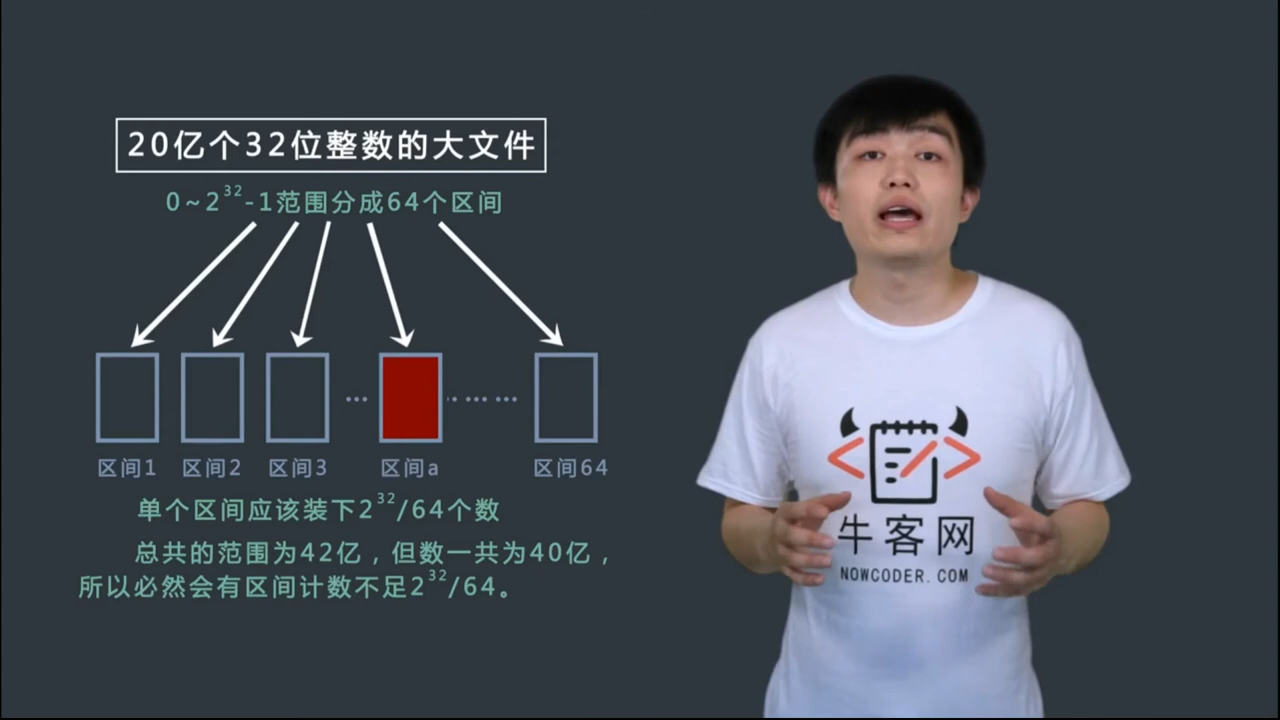 20亿个32位整数的大文件
0~2^32-1范围分成64个区间
… … … …
区间1 区间2 区间3 区间a 区间64
单个区间应该装下2^32/64个数
总共的范围为42亿，但数一共为40亿，
所以必然会有区间计数不足2^32/64。
牛客网
NOWCODER.COM